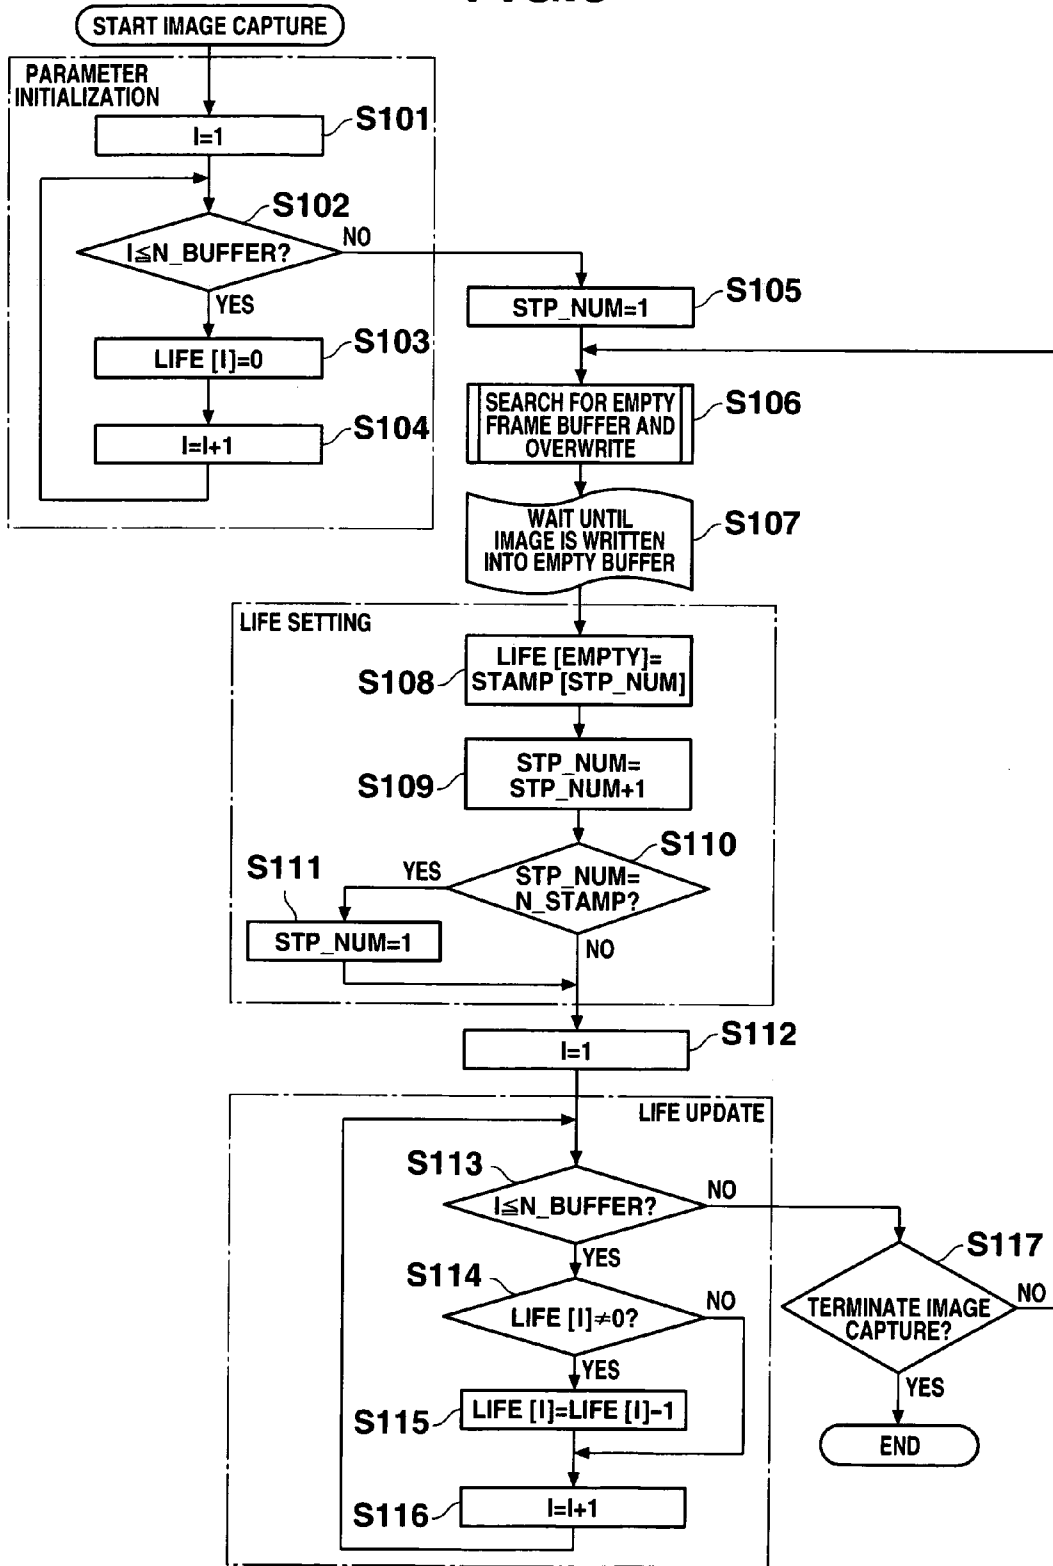 START IMAGE CAPTURE
PARAMETER
INITIALIZATION
S101
I=1
S102
I≦N_BUFFER?
NO
YES
S103
LIFE [I]=0
S104
I=I+1
S105
STP_NUM=1
S106
SEARCH FOR EMPTY
FRAME BUFFER AND
OVERWRITE
S107
WAIT UNTIL
IMAGE IS WRITTEN
INTO EMPTY BUFFER
LIFE SETTING
S108
LIFE [EMPTY]=
STAMP [STP_NUM]
S109
STP_NUM=
STP_NUM+1
S110
STP_NUM=
N_STAMP?
YES
NO
S111
STP_NUM=1
S112
I=1
LIFE UPDATE
S113
I≦N_BUFFER?
NO
YES
S114
LIFE [I]≠0?
NO
YES
S115
LIFE [I]=LIFE [I]-1
S116
I=I+1
S117
TERMINATE IMAGE
CAPTURE?
NO
YES
END